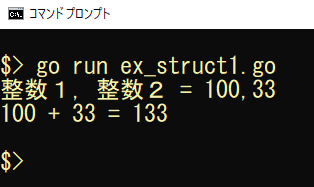 コマンドプロンプト
$> go run ex_struct1.go
整数１, 整数２ = 100,33
100 + 33 = 133
$>